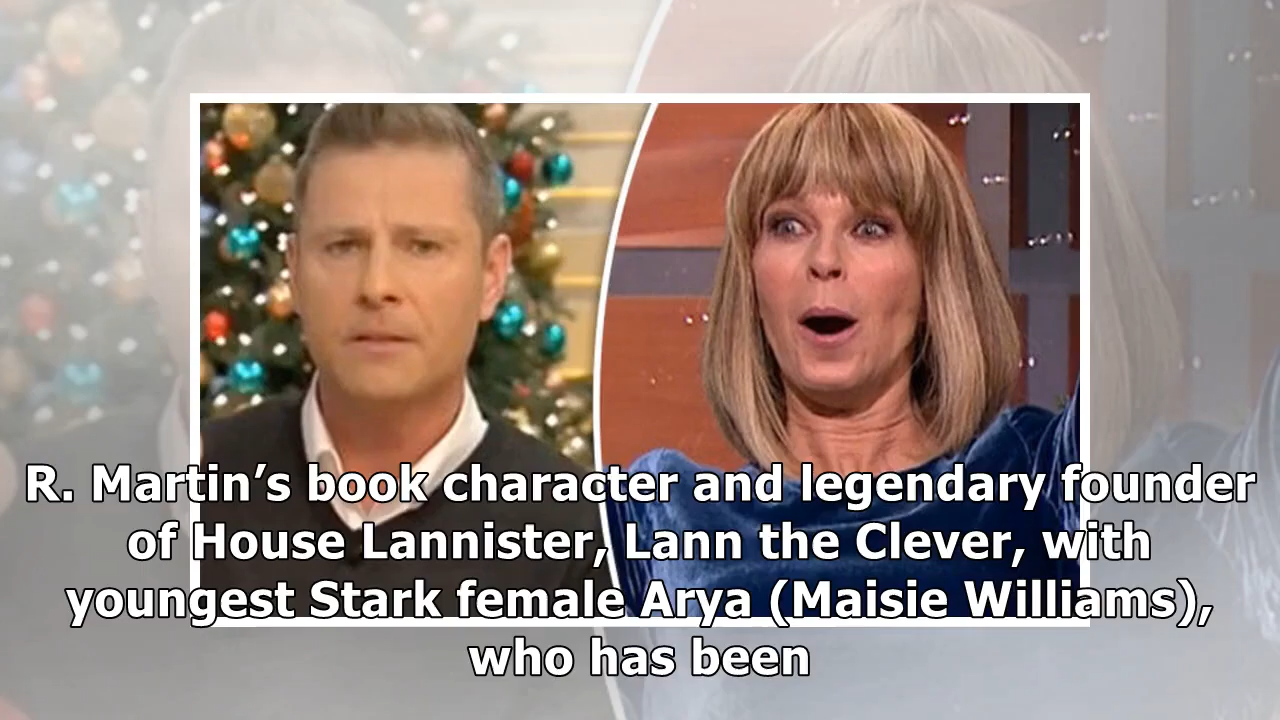 R. Martin’s book character and legendary founder
of House Lannister, Lann the Clever, with
youngest Stark female Arya (Maisie Williams),
who has been